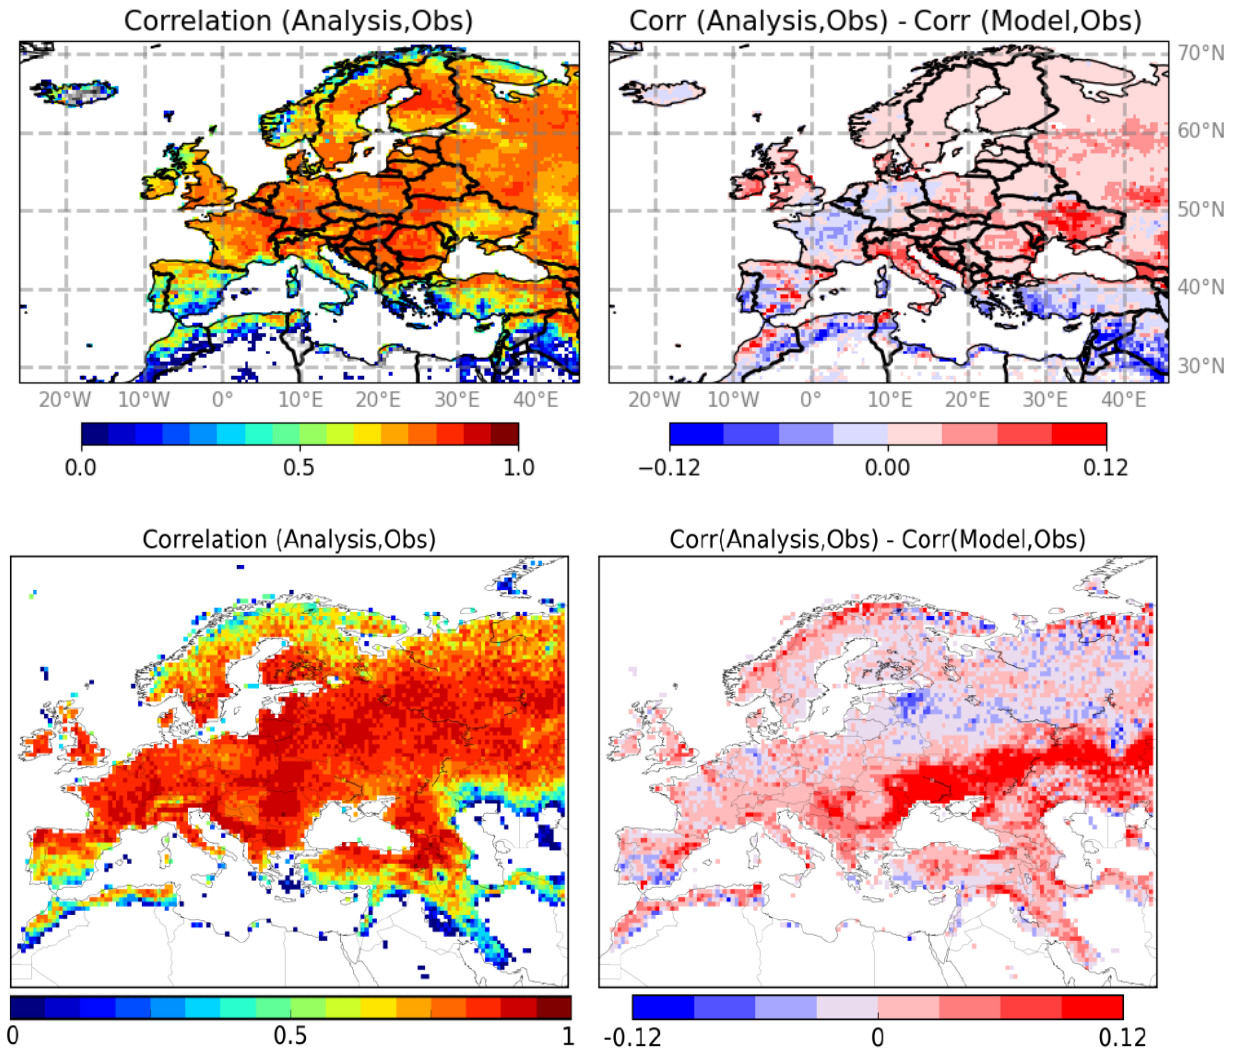 Correlation (Analysis,Obs)
Corr (Analysis,Obs) - Corr (Model,Obs)
70°N
60°N
50°N
40°N
30°N
20°W 10°W 0° 10°E 20°E 30°E 40°E
20°W 10°W 0° 10°E 20°E 30°E 40°E
0.0 0.5 1.0
−0.12 0.00 0.12
Correlation (Analysis,Obs)
Corr(Analysis,Obs) - Corr(Model,Obs)
0 0.5 1
-0.12 0 0.12